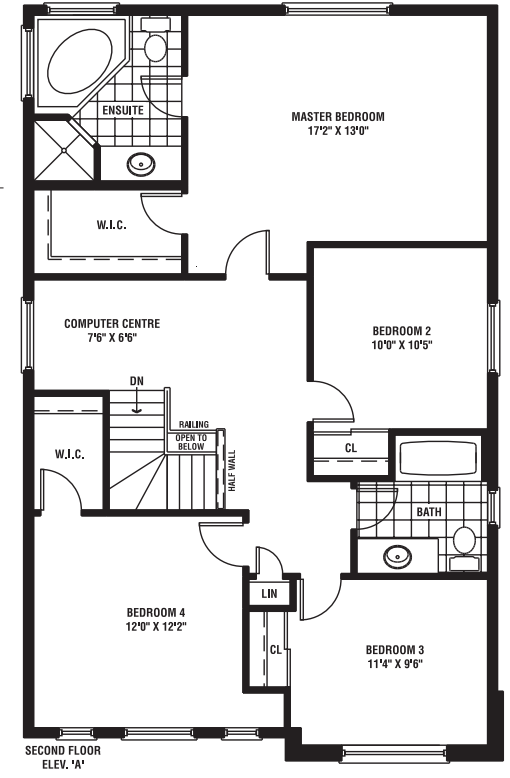 ENSUITE
MASTER BEDROOM
17'2" X 13'0"
W.I.C.
COMPUTER CENTRE
7'6" X 6'6"
BEDROOM 2
10'0" X 10'5"
DN
RAILING
OPEN TO
BELOW
HALF WALL
W.I.C.
CL
BATH
LIN
BEDROOM 4
12'0" X 12'2"
CL
BEDROOM 3
11'4" X 9'6"
SECOND FLOOR
ELEV. 'A'